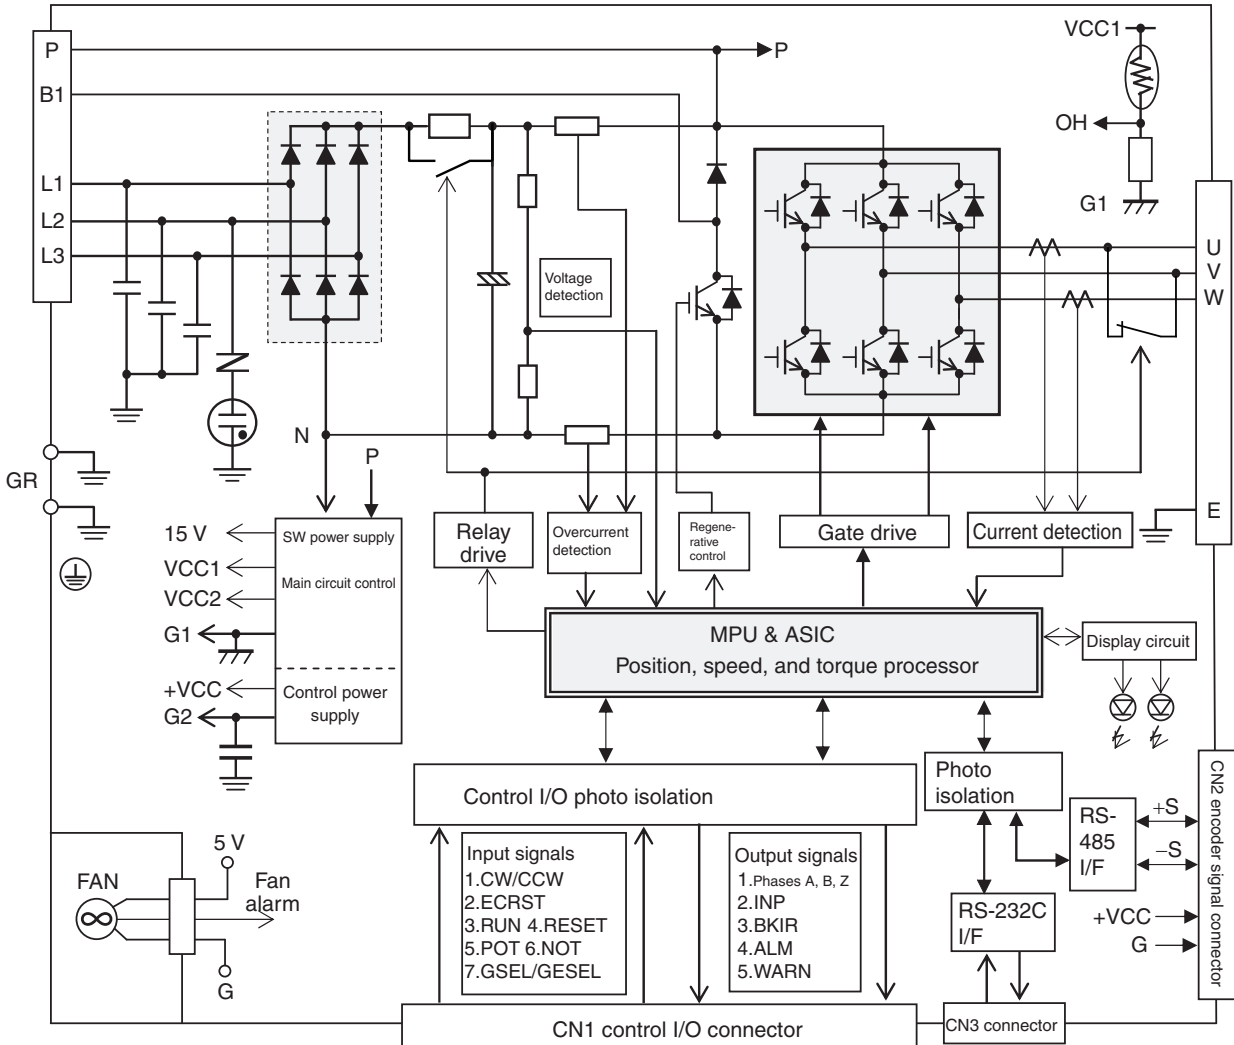 P
P
VCC1
B1
OH
L1
G1
L2
U
L3
V
Voltage
detection
W
N
P
GR
E
15 V
SW power supply
Relay
drive
Overcurrent
detection
Regene-
rative
control
Gate drive
Current detection
VCC1
Main circuit control
VCC2
G1
MPU & ASIC
Position, speed, and torque processor
Display circuit
+VCC
Control power
supply
G2
Control I/O photo isolation
Photo
isolation
RS-
485
I/F
+S
−S
CN2 encoder signal connector
5 V
FAN
Fan
alarm
G
Input signals
1.CW/CCW
2.ECRST
3.RUN 4.RESET
5.POT 6.NOT
7.GSEL/GESEL
Output signals
1.Phases A, B, Z
2.INP
3.BKIR
4.ALM
5.WARN
RS-232C
I/F
+VCC
G
CN1 control I/O connector
CN3 connector